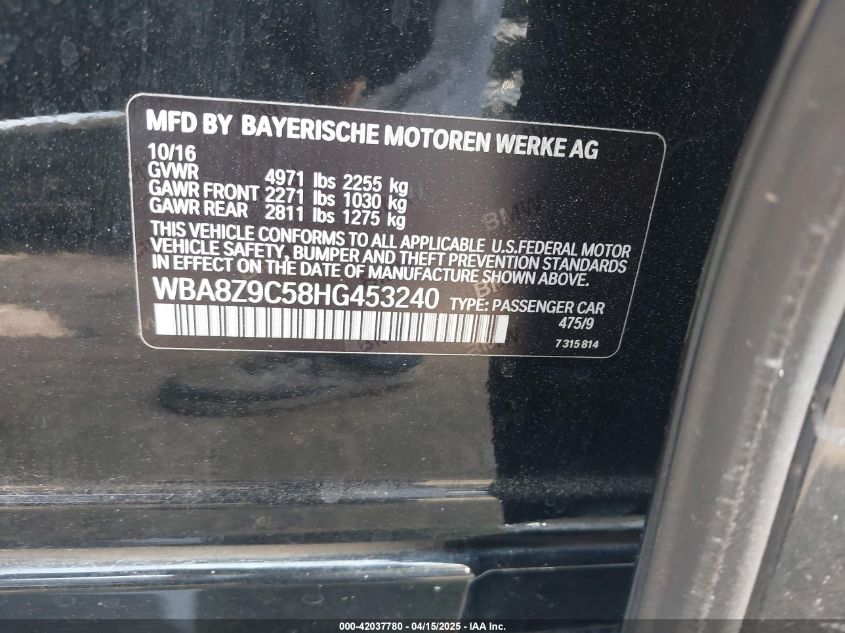 MFD BY BAYERISCHE MOTOREN WERKE AG
10/16
GVWR 4971 lbs 2255 kg
GAWR FRONT 2271 lbs 1030 kg
GAWR REAR 2811 lbs 1275 kg
THIS VEHICLE CONFORMS TO ALL APPLICABLE U.S.FEDERAL MOTOR
VEHICLE SAFETY, BUMPER AND THEFT PREVENTION STANDARDS
IN EFFECT ON THE DATE OF MANUFACTURE SHOWN ABOVE.
WBA8Z9C58HG453240 TYPE: PASSENGER CAR
475/9
7 315 814
000-42037780 - 04/15/2025 - IAA Inc.